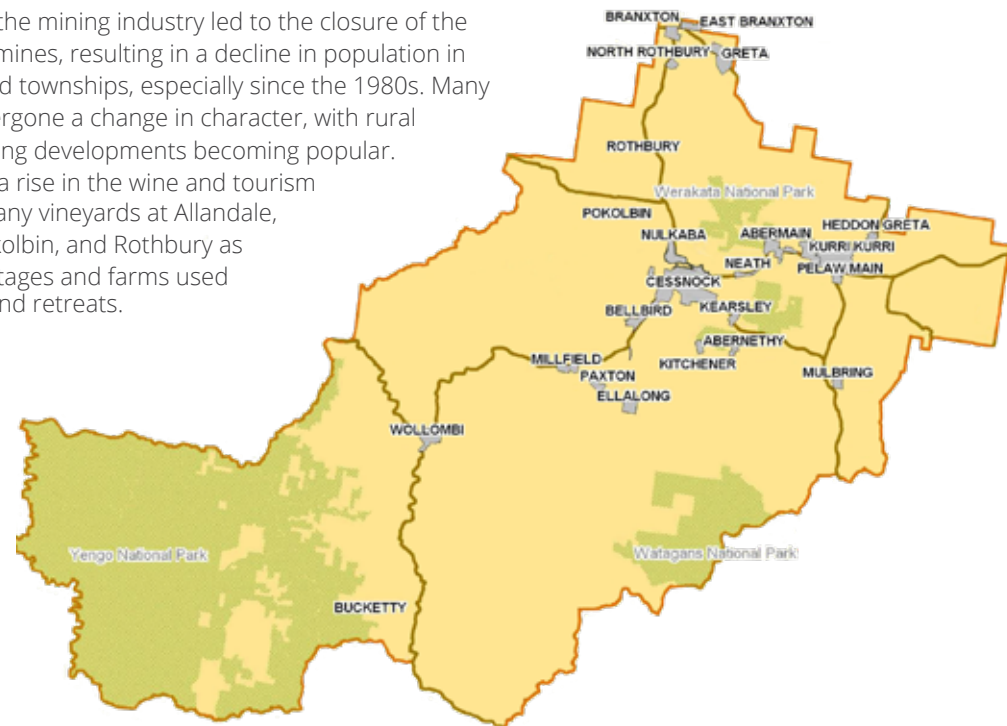 the mining industry led to the closure of the
mines, resulting in a decline in population in
d townships, especially since the 1980s. Many
ergone a change in character, with rural
ng developments becoming popular.
a rise in the wine and tourism
any vineyards at Allandale,
kolbin, and Rothbury as
tages and farms used
nd retreats.
BRANXTON
EAST BRANXTON
NORTH ROTHBURY
GRETA
ROTHBURY
Werakata National Park
POKOLBIN
HEDDON GRETA
NULKABA
ABERMAIN
KURRI KURRI
NEATH
PELAW MAIN
CESSNOCK
BELLBIRD
KEARSLEY
ABERNETHY
MILLFIELD
KITCHENER
MULBRING
PAXTON
ELLALONG
WOLLOMBI
Yengo National Park
Watagans National Park
BUCKETTY